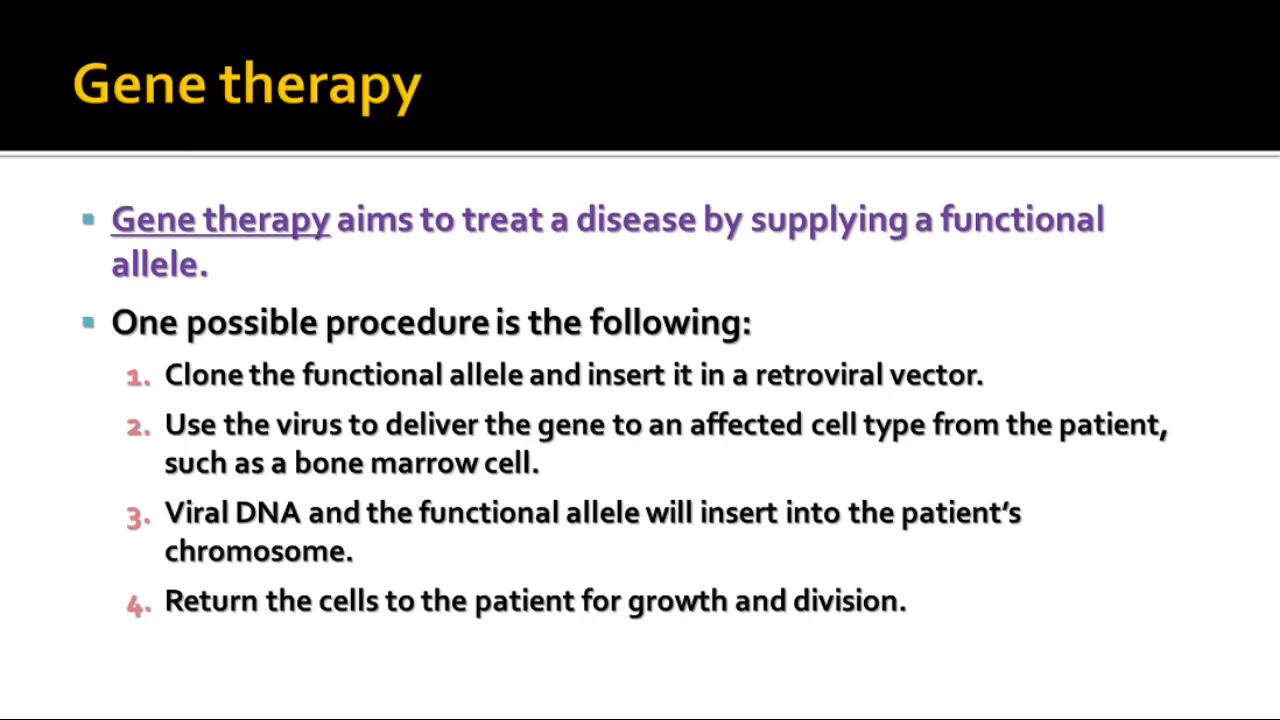 Gene therapy
▪ Gene therapy aims to treat a disease by supplying a functional
allele.
▪ One possible procedure is the following:
1. Clone the functional allele and insert it in a retroviral vector.
2. Use the virus to deliver the gene to an affected cell type from the patient,
such as a bone marrow cell.
3. Viral DNA and the functional allele will insert into the patient’s
chromosome.
4. Return the cells to the patient for growth and division.